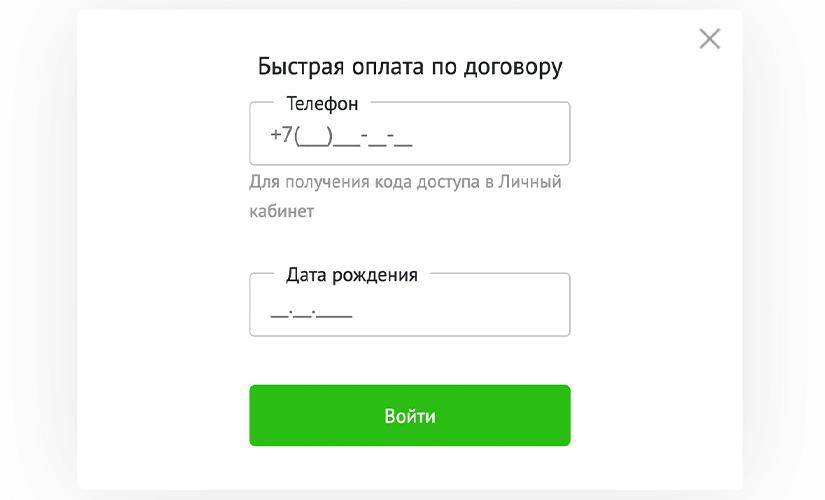 Быстрая оплата по договору
Телефон
+7(___)___-__-__
Для получения кода доступа в Личный
кабинет
Дата рождения
__.__.____
Войти